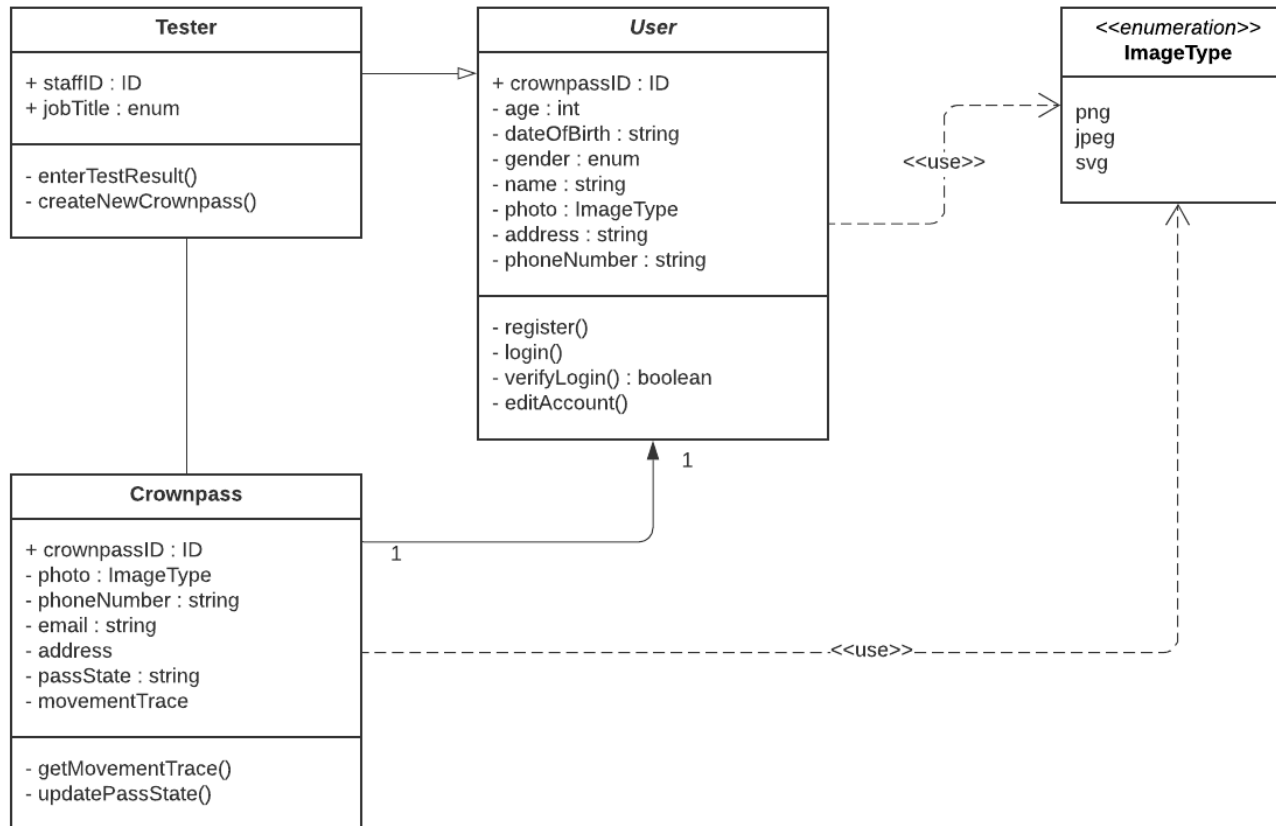 Tester
+ staffID : ID
+ jobTitle : enum
- enterTestResult()
- createNewCrownpass()
User
+ crownpassID : ID
- age : int
- dateOfBirth : string
- gender : enum
- name : string
- photo : ImageType
- address : string
- phoneNumber : string
- register()
- login()
- verifyLogin() : boolean
- editAccount()
<<enumeration>>
ImageType
png
jpeg
svg
<<use>>
1
1
Crownpass
+ crownpassID : ID
- photo : ImageType
- phoneNumber : string
- email : string
- address
- passState : string
- movementTrace
- getMovementTrace()
- updatePassState()
<<use>>